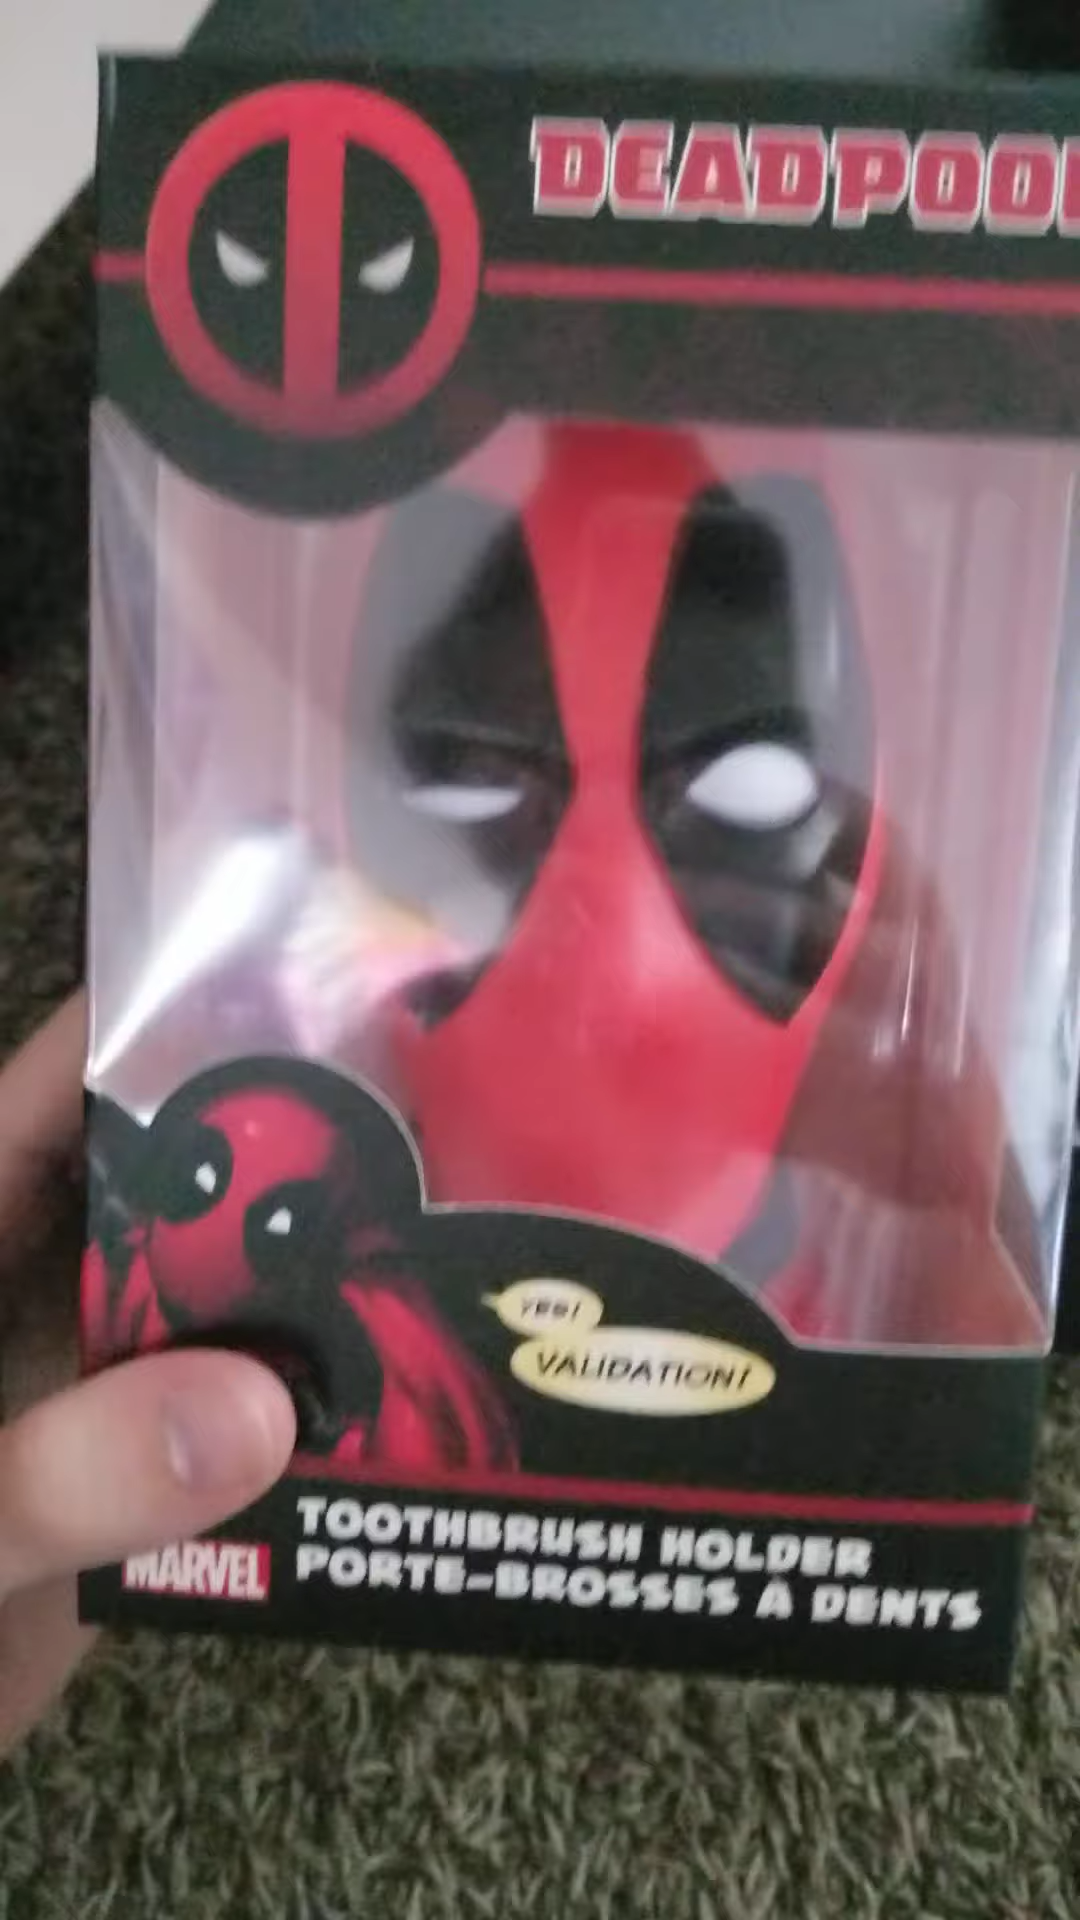 DEADPOOL
YES!
VALIDATION!
TOOTHBRUSH HOLDER
MARVEL
PORTE-BROSSES À DENTS